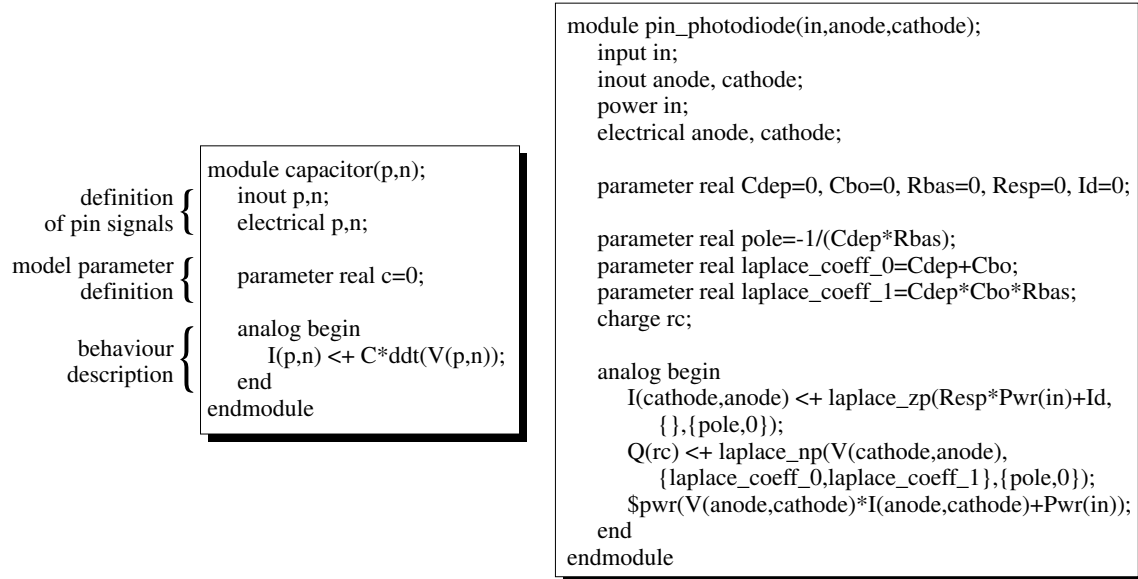 definition
of pin signals
model parameter
definition
behaviour
description
module capacitor(p,n);
inout p,n;
electrical p,n;
parameter real c=0;
analog begin
I(p,n) <+ C*ddt(V(p,n));
end
endmodule
module pin_photodiode(in,anode,cathode);
input in;
inout anode, cathode;
power in;
electrical anode, cathode;
parameter real Cdep=0, Cbo=0, Rbas=0, Resp=0, Id=0;
parameter real pole=-1/(Cdep*Rbas);
parameter real laplace_coeff_0=Cdep+Cbo;
parameter real laplace_coeff_1=Cdep*Cbo*Rbas;
charge rc;
analog begin
I(cathode,anode) <+ laplace_zp(Resp*Pwr(in)+Id,
{},{pole,0});
Q(rc) <+ laplace_np(V(cathode,anode),
{laplace_coeff_0,laplace_coeff_1},{pole,0});
$pwr(V(anode,cathode)*I(anode,cathode)+Pwr(in));
end
endmodule